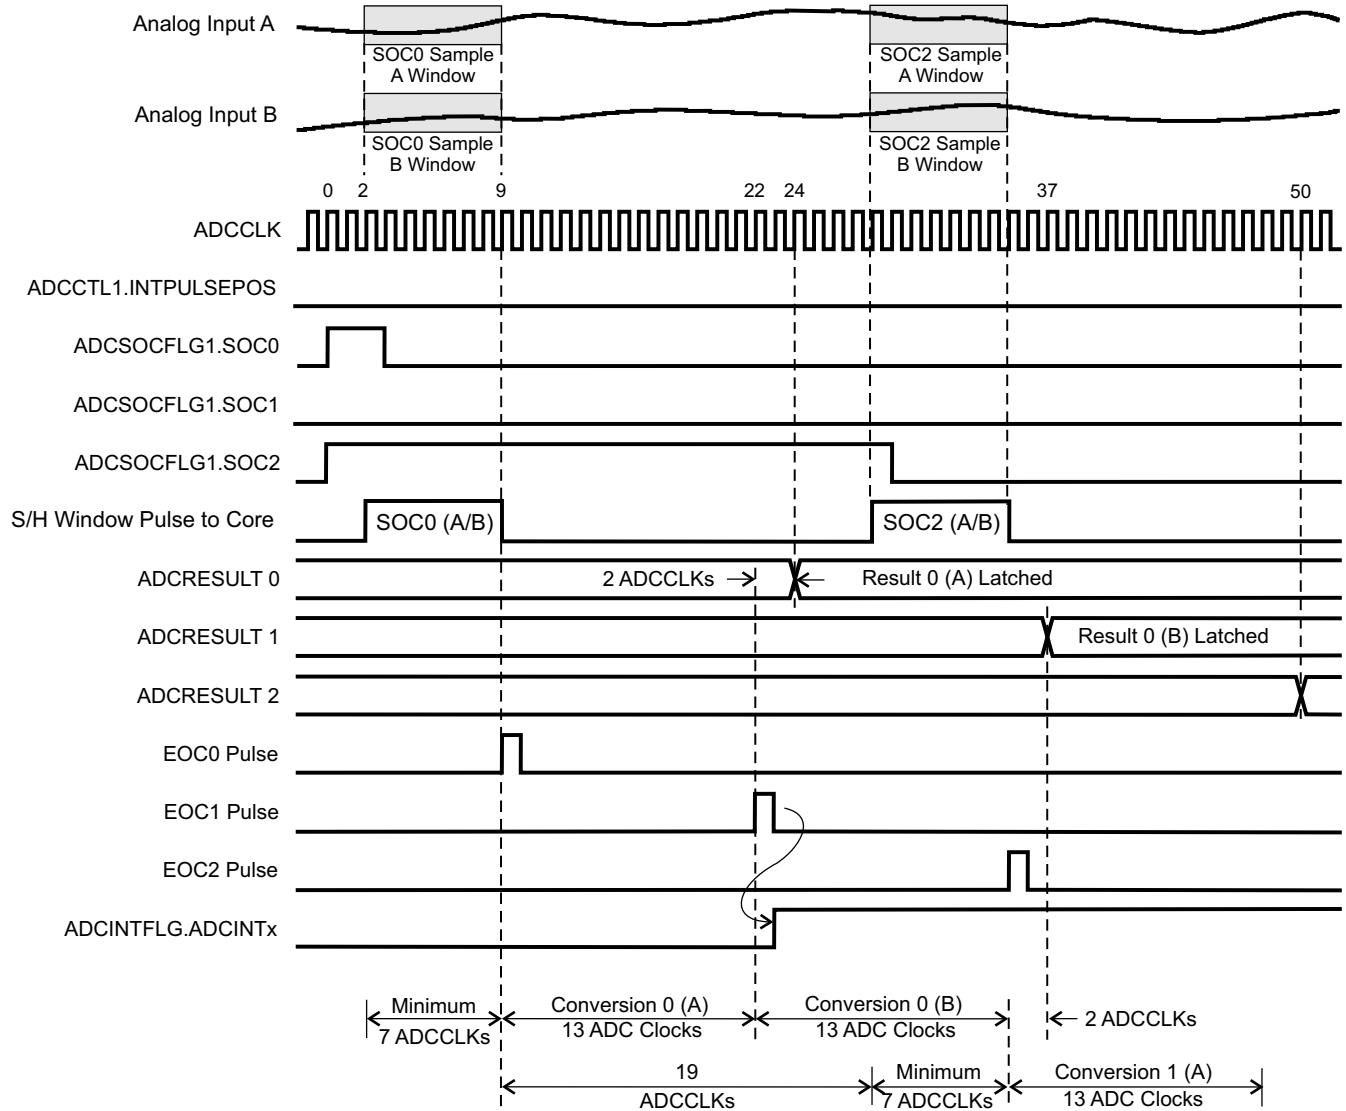 Analog Input A
SOC0 Sample
A Window
SOC2 Sample
A Window
Analog Input B
SOC0 Sample
B Window
SOC2 Sample
B Window
0 2 9 22 24 37 50
ADCCLK
ADCCTL1.INTPULSEPOS
ADCSOCFLG1.SOC0
ADCSOCFLG1.SOC1
ADCSOCFLG1.SOC2
S/H Window Pulse to Core
SOC0 (A/B)
SOC2 (A/B)
ADCRESULT 0
2 ADCCLKs
Result 0 (A) Latched
ADCRESULT 1
Result 0 (B) Latched
ADCRESULT 2
EOC0 Pulse
EOC1 Pulse
EOC2 Pulse
ADCINTFLG.ADCINTx
Minimum
7 ADCCLKs
Conversion 0 (A)
13 ADC Clocks
Conversion 0 (B)
13 ADC Clocks
2 ADCCLKs
19
ADCCLKs
Minimum
7 ADCCLKs
Conversion 1 (A)
13 ADC Clocks